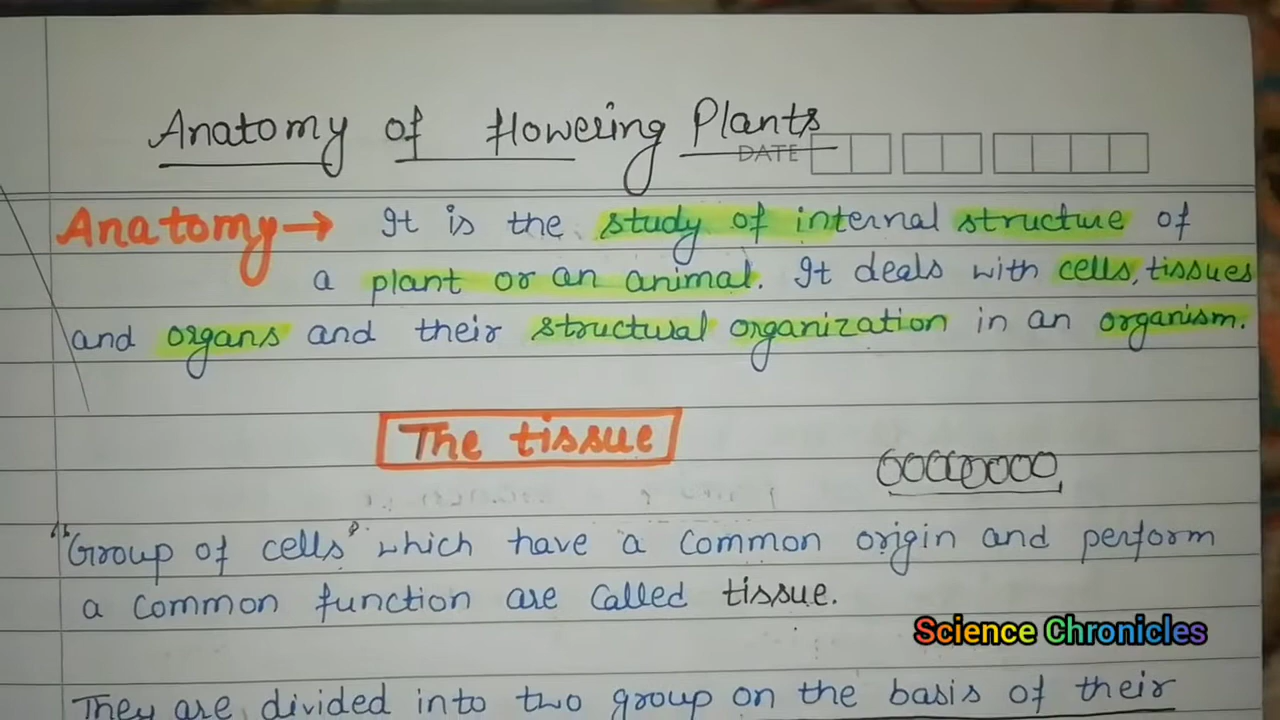 Anatomy of flowering Plants
DATE
Anatomy→ It is the study of internal structure of
a plant or an animal. It deals with cells, tissues
and organs and their structural organization in an organism.
The tissue
"Group of cells" which have a common origin and perform
a common function are called tissue.
Science Chronicles
They are divided into two group on the basis of their